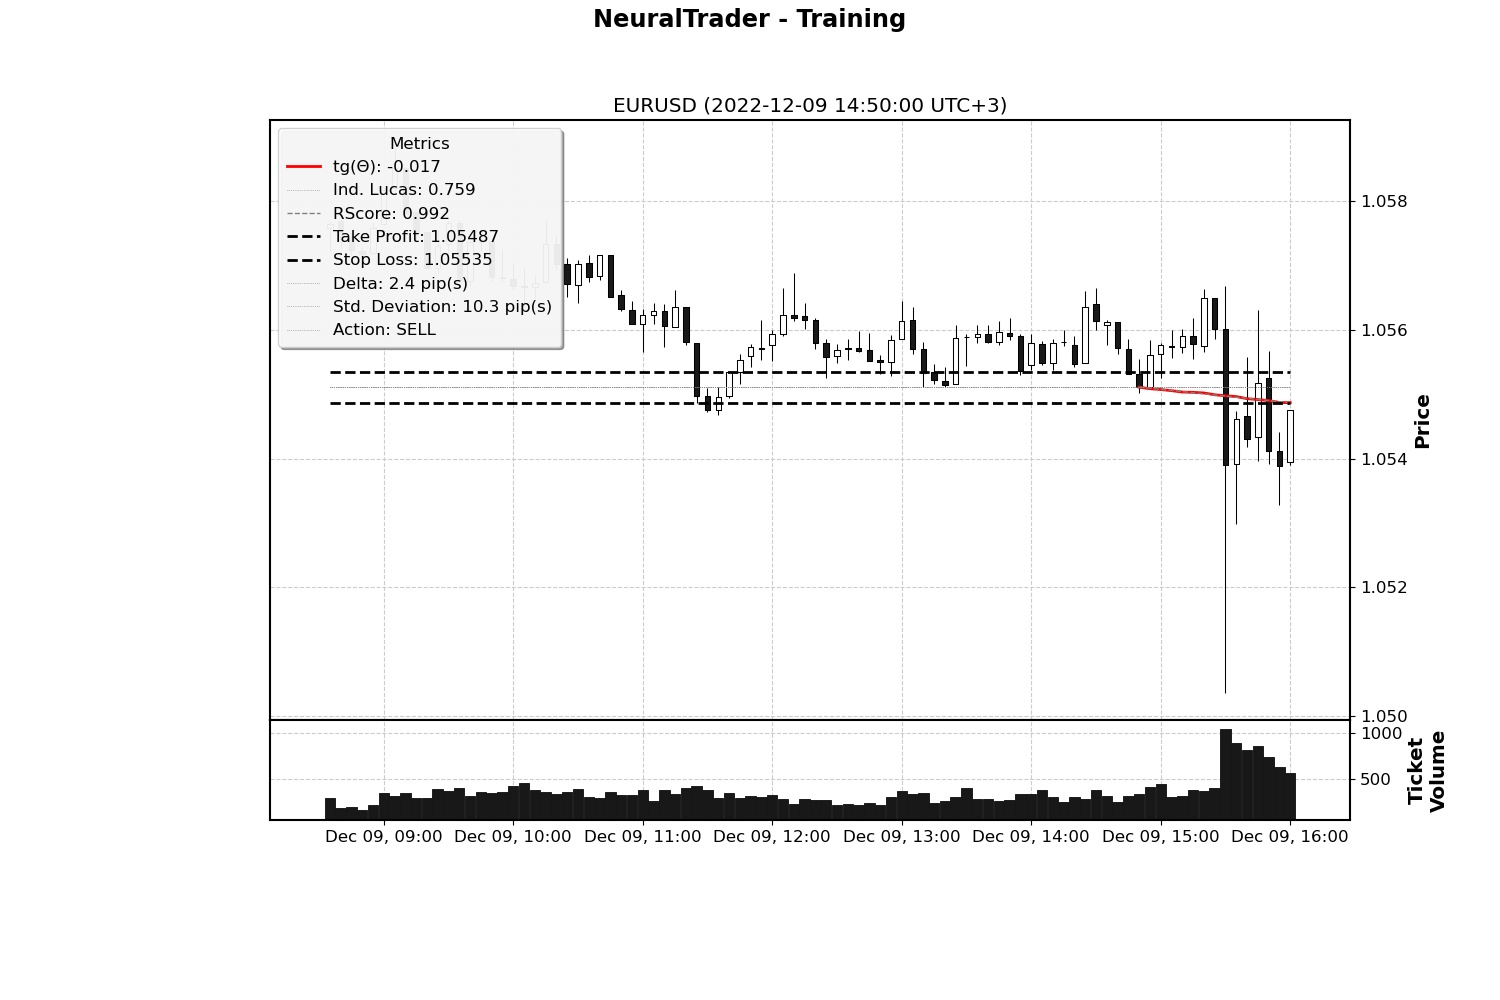 NeuralTrader - Training
EURUSD (2022-12-09 14:50:00 UTC+3)
Metrics
tg(Θ): -0.017
Ind. Lucas: 0.759
RScore: 0.992
Take Profit: 1.05487
Stop Loss: 1.05535
Delta: 2.4 pip(s)
Std. Deviation: 10.3 pip(s)
Action: SELL
1.058
1.056
1.054
1.052
1.050
Price
1000
500
Ticket
Volume
Dec 09, 09:00 Dec 09, 10:00 Dec 09, 11:00 Dec 09, 12:00 Dec 09, 13:00 Dec 09, 14:00 Dec 09, 15:00 Dec 09, 16:00